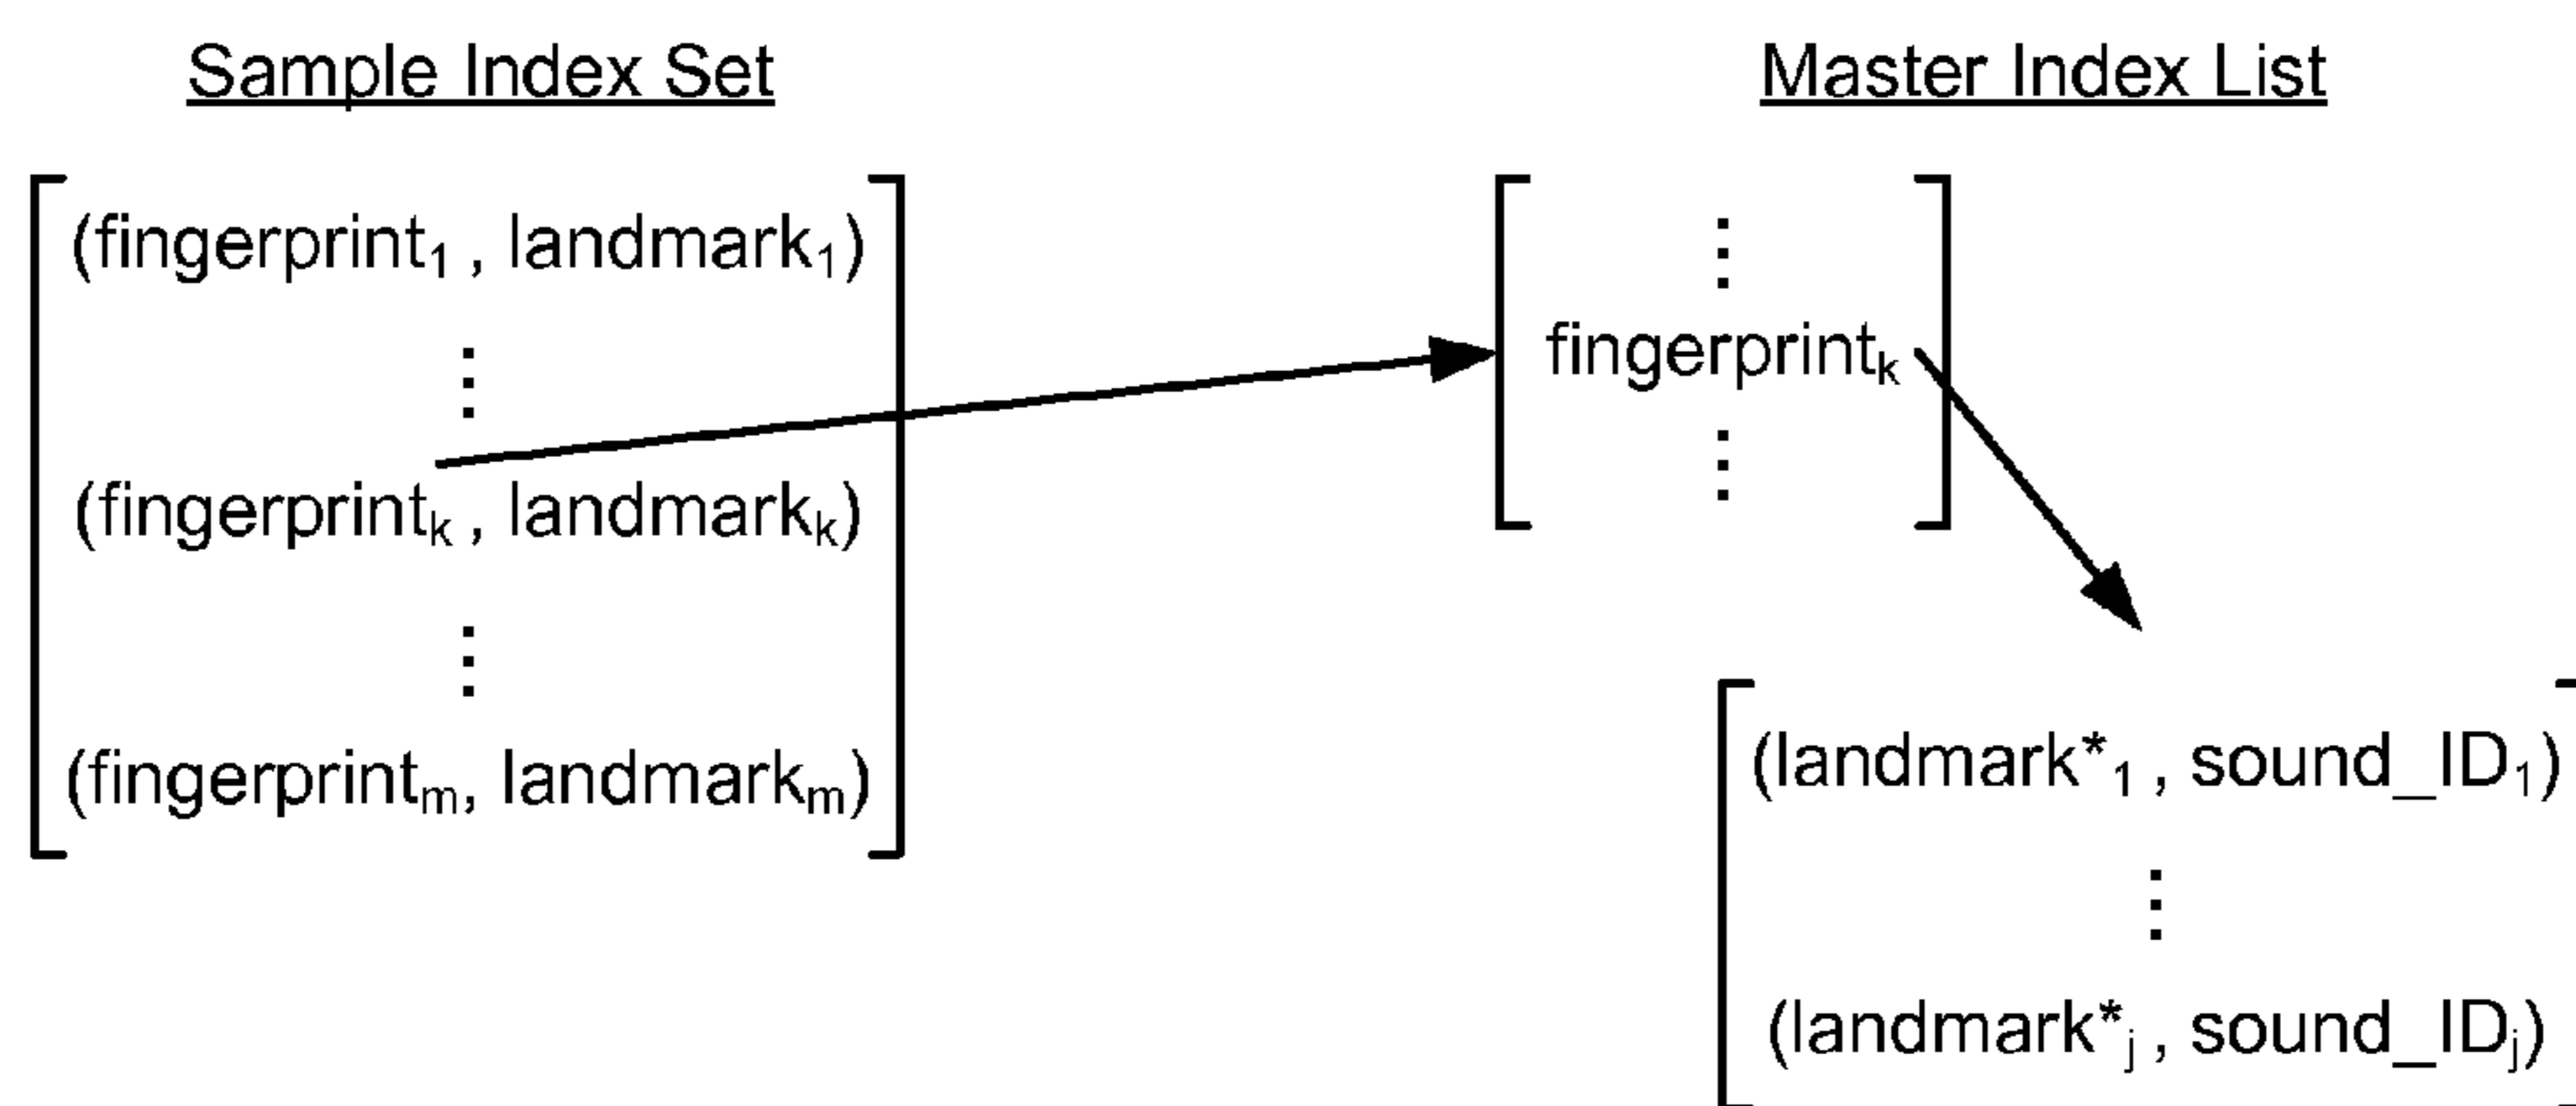 Sample Index Set
(fingerprint₁ , landmark₁)
⋮
(fingerprintₖ , landmarkₖ)
⋮
(fingerprintₘ, landmarkₘ)
Master Index List
⋮
fingerprintₖ
⋮
(landmark*₁ , sound_ID₁)
⋮
(landmark*ⱼ , sound_IDⱼ)